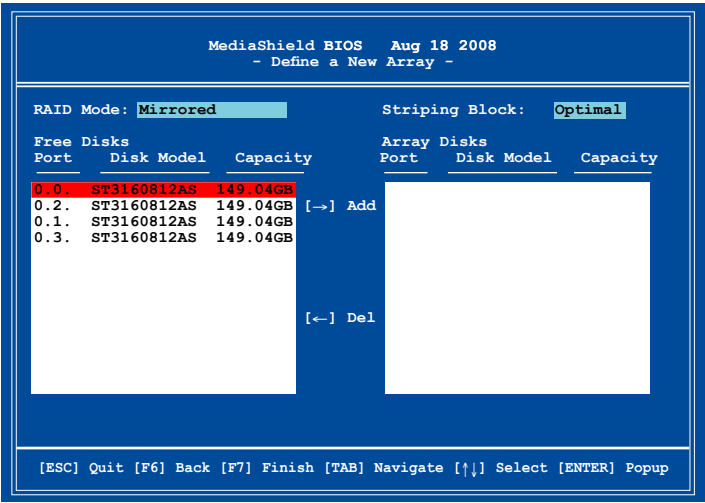 MediaShield BIOS Aug 18 2008
- Define a New Array -
RAID Mode: Mirrored Striping Block: Optimal
Free Disks Array Disks
Port Disk Model Capacity Port Disk Model Capacity
0.0. ST3160812AS 149.04GB
0.2. ST3160812AS 149.04GB [→] Add
0.1. ST3160812AS 149.04GB
0.3. ST3160812AS 149.04GB
[←] Del
[ESC] Quit [F6] Back [F7] Finish [TAB] Navigate [↑↓] Select [ENTER] Popup